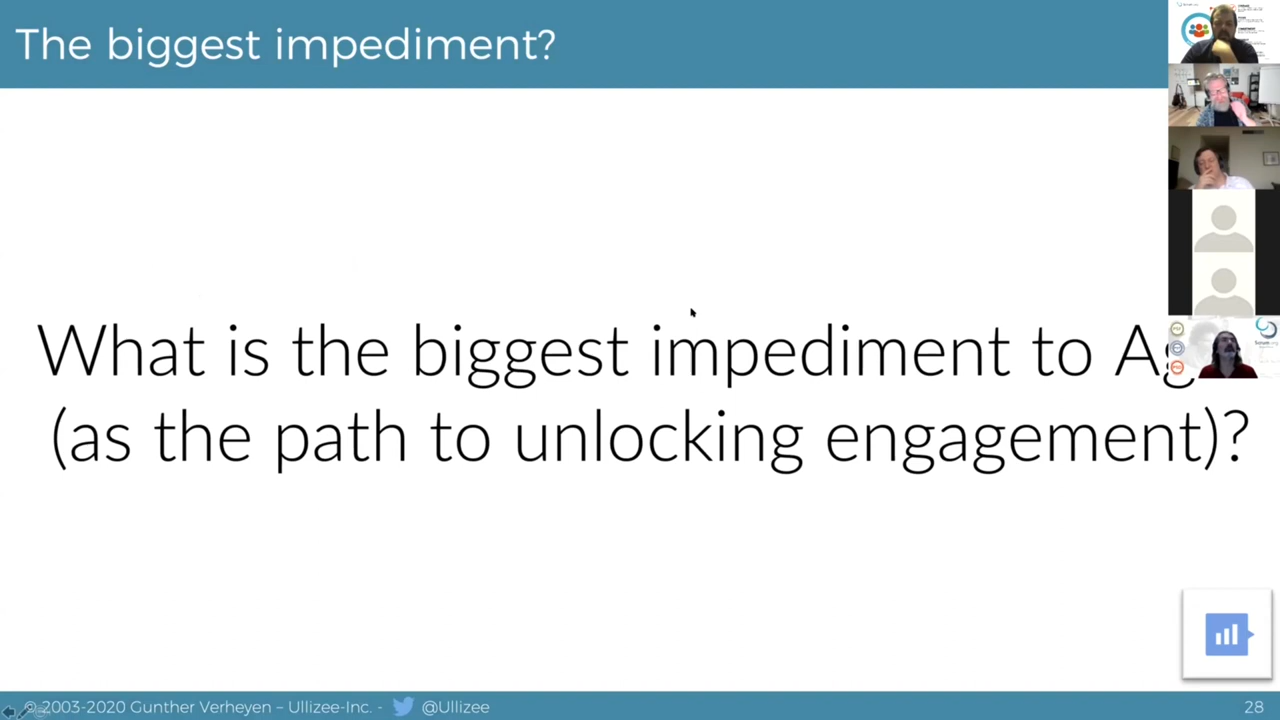 The biggest impediment?
What is the biggest impediment to
(as the path to unlocking engagement)?
© 2003-2020 Gunther Verheyen – Ullizee-Inc. - @Ullizee
28